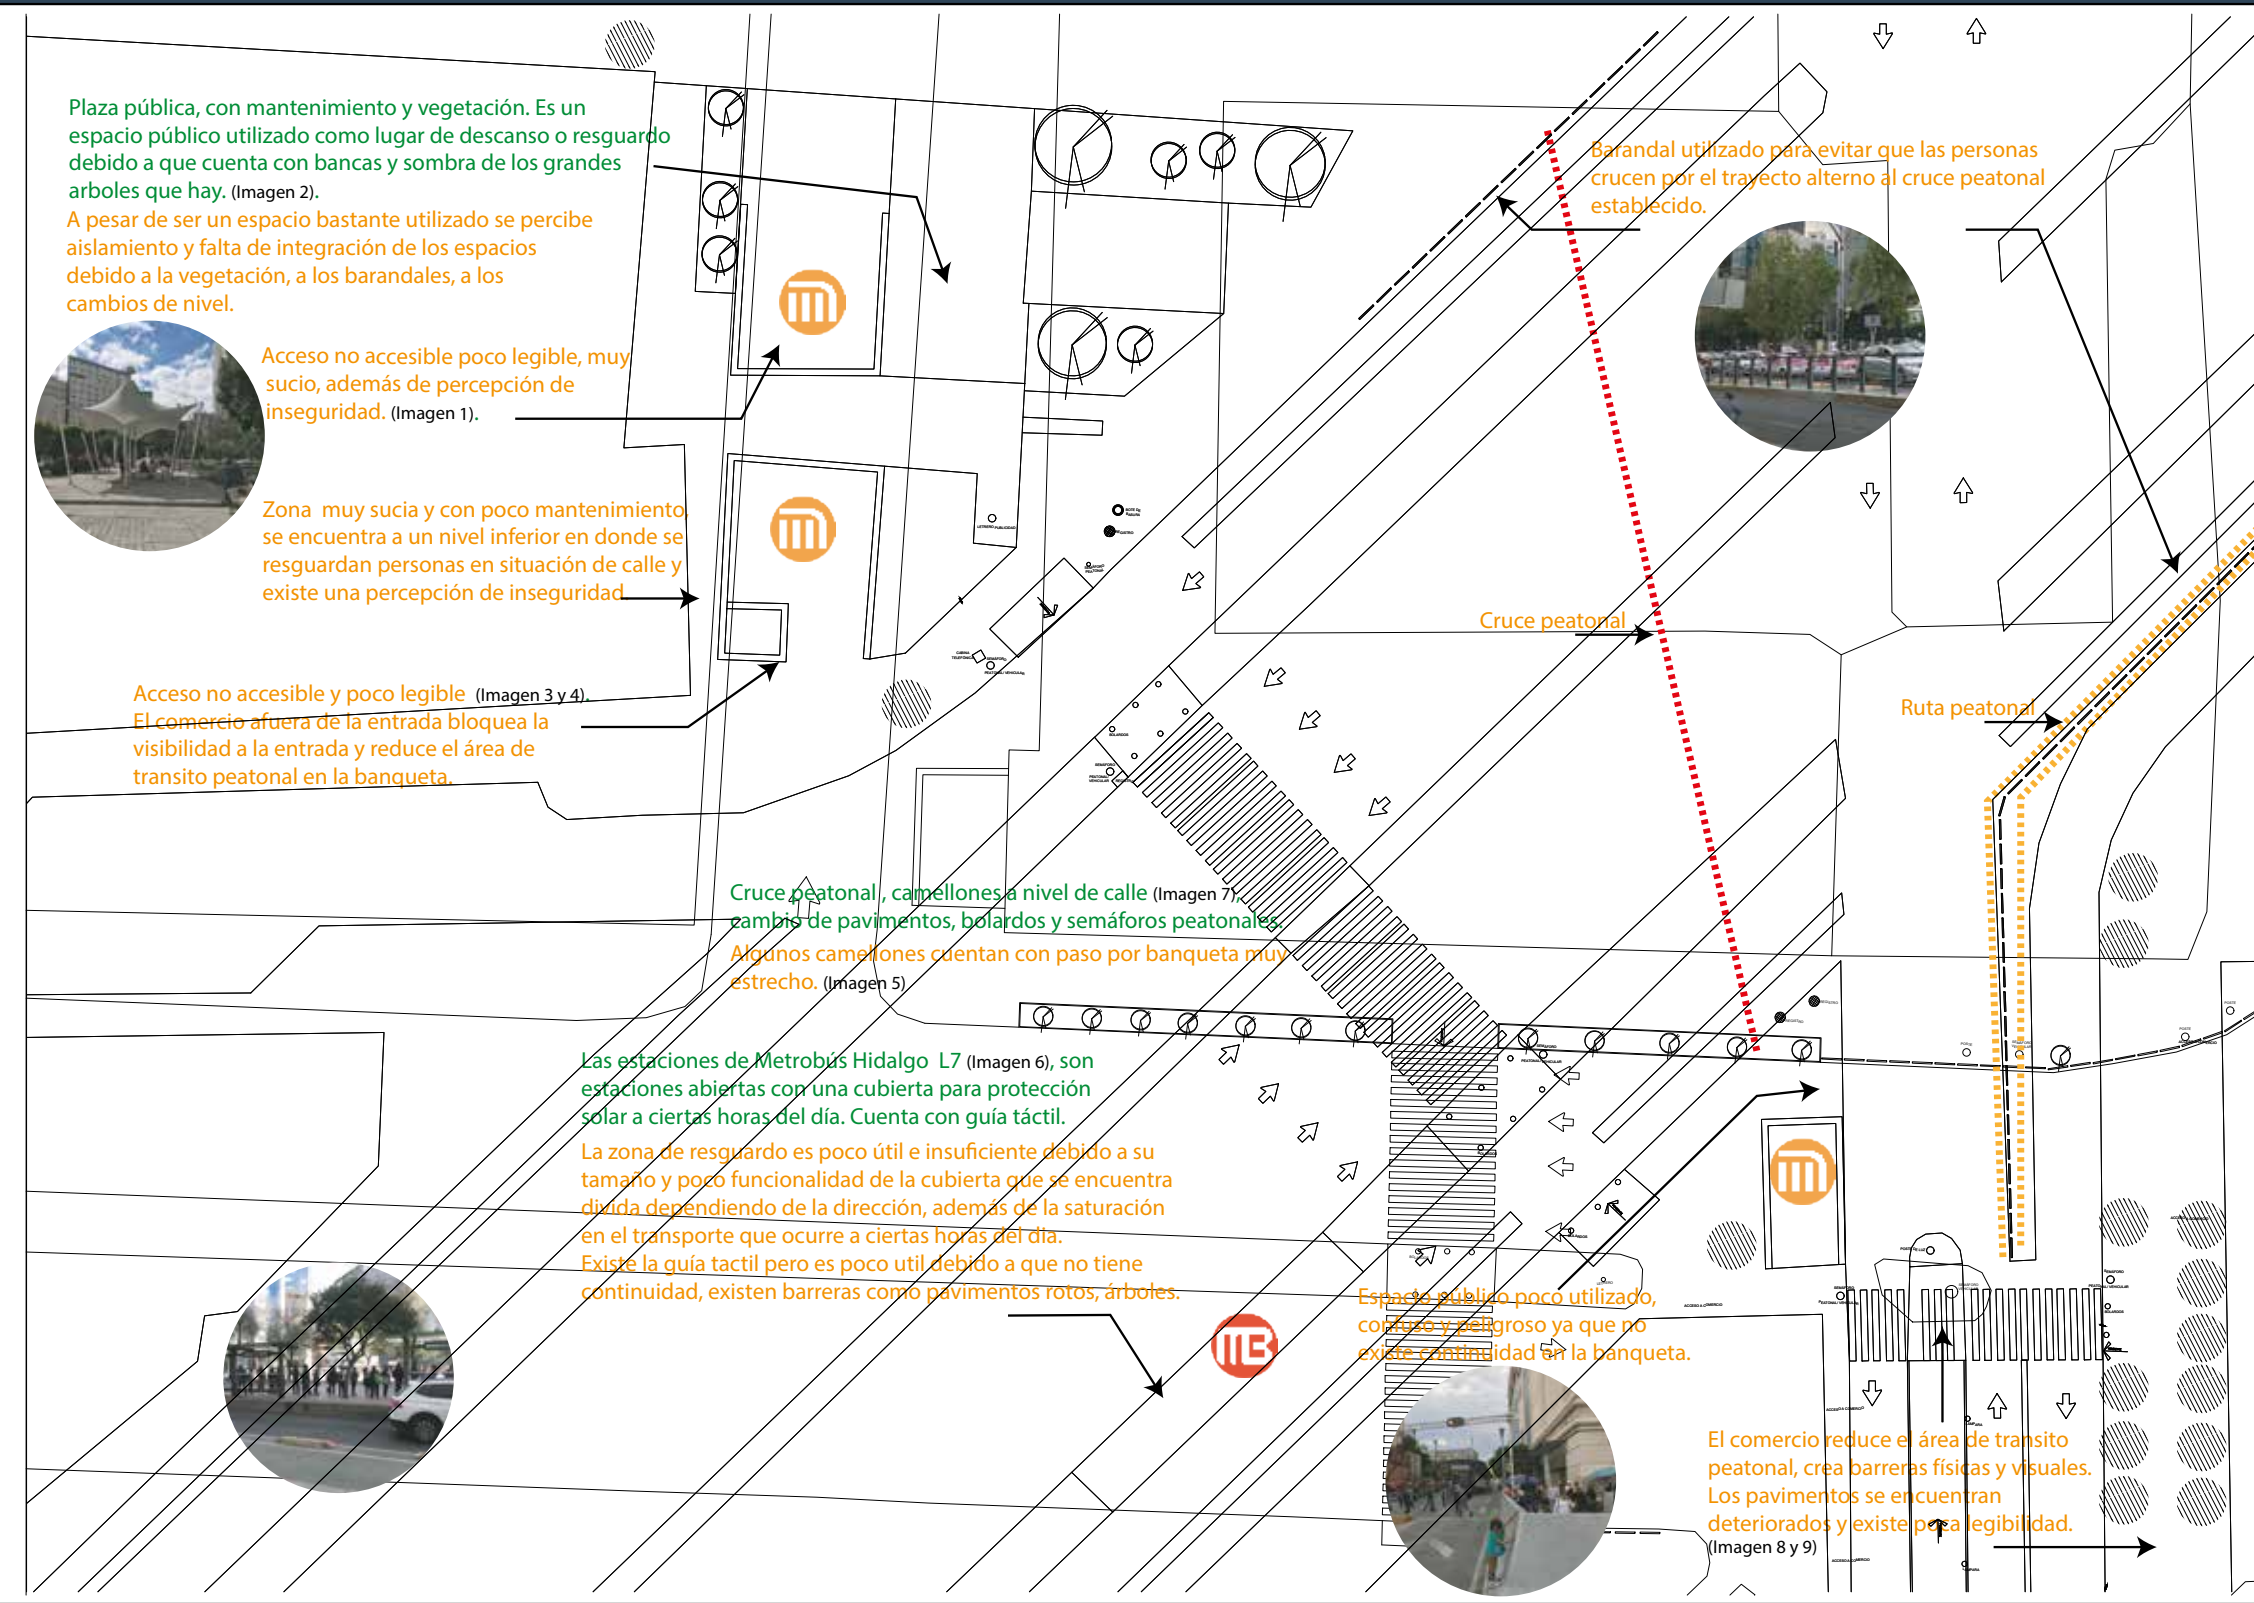 Plaza pública, con mantenimiento y vegetación. Es un
espacio público utilizado como lugar de descanso o resguardo
debido a que cuenta con bancas y sombra de los grandes
arboles que hay. (Imagen 2).
A pesar de ser un espacio bastante utilizado se percibe
aislamiento y falta de integración de los espacios
debido a la vegetación, a los barandales, a los
cambios de nivel.
Acceso no accesible poco legible, muy
sucio, además de percepción de
inseguridad. (Imagen 1).
Zona muy sucia y con poco mantenimiento,
se encuentra a un nivel inferior en donde se
resguardan personas en situación de calle y
existe una percepción de inseguridad.
Acceso no accesible y poco legible (Imagen 3 y 4).
El comercio afuera de la entrada bloquea la
visibilidad a la entrada y reduce el área de
transito peatonal en la banqueta.
Barandal utilizado para evitar que las personas
crucen por el trayecto alterno al cruce peatonal
establecido.
Cruce peatonal
Ruta peatonal
Cruce peatonal , camellones a nivel de calle (Imagen 7),
cambio de pavimentos, bolardos y semáforos peatonales.
Algunos camellones cuentan con paso por banqueta muy
estrecho. (Imagen 5)
Las estaciones de Metrobús Hidalgo L7 (Imagen 6), son
estaciones abiertas con una cubierta para protección
solar a ciertas horas del día. Cuenta con guía táctil.
La zona de resguardo es poco útil e insuficiente debido a su
tamaño y poco funcionalidad de la cubierta que se encuentra
divida dependiendo de la dirección, además de la saturación
en el transporte que ocurre a ciertas horas del día.
Existe la guía tactil pero es poco util debido a que no tiene
continuidad, existen barreras como pavimentos rotos, árboles.
Espacio publico poco utilizado,
confuso y peligroso ya que no
existe continuidad en la banqueta.
El comercio reduce el área de transito
peatonal, crea barreras físicas y visuales.
Los pavimentos se encuentran
deteriorados y existe poca legibilidad.
(Imagen 8 y 9)
LETRERO PUBLICIDAD
CABINA
TELEFÓNICA
SEMAFORO
PEATONAL/ VEHICULAR
BOLARDOS
POSTE
POSTE DE LUZ
ACCESO A COMERCIO